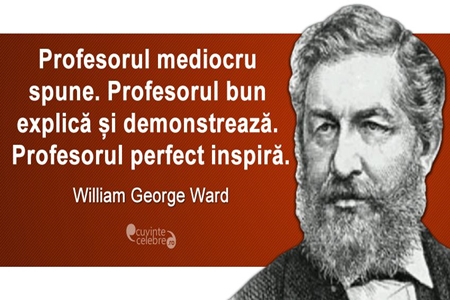 Profesorul mediocru
spune. Profesorul bun
explică și demonstrează.
Profesorul perfect inspiră.
William George Ward
cuvinte
celebre.ro